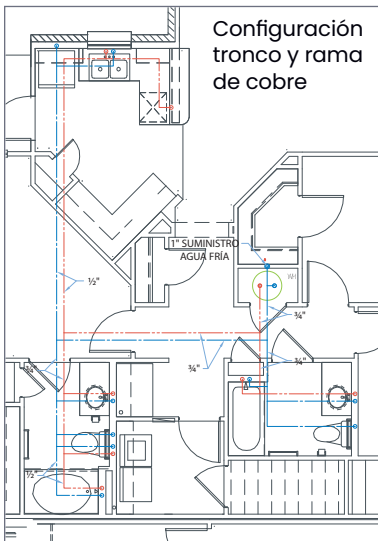 Configuración
tronco y rama
de cobre
1" SUMINISTRO
AGUA FRÍA
WH
½"
¾"
¾"
¾"
¾"
½"